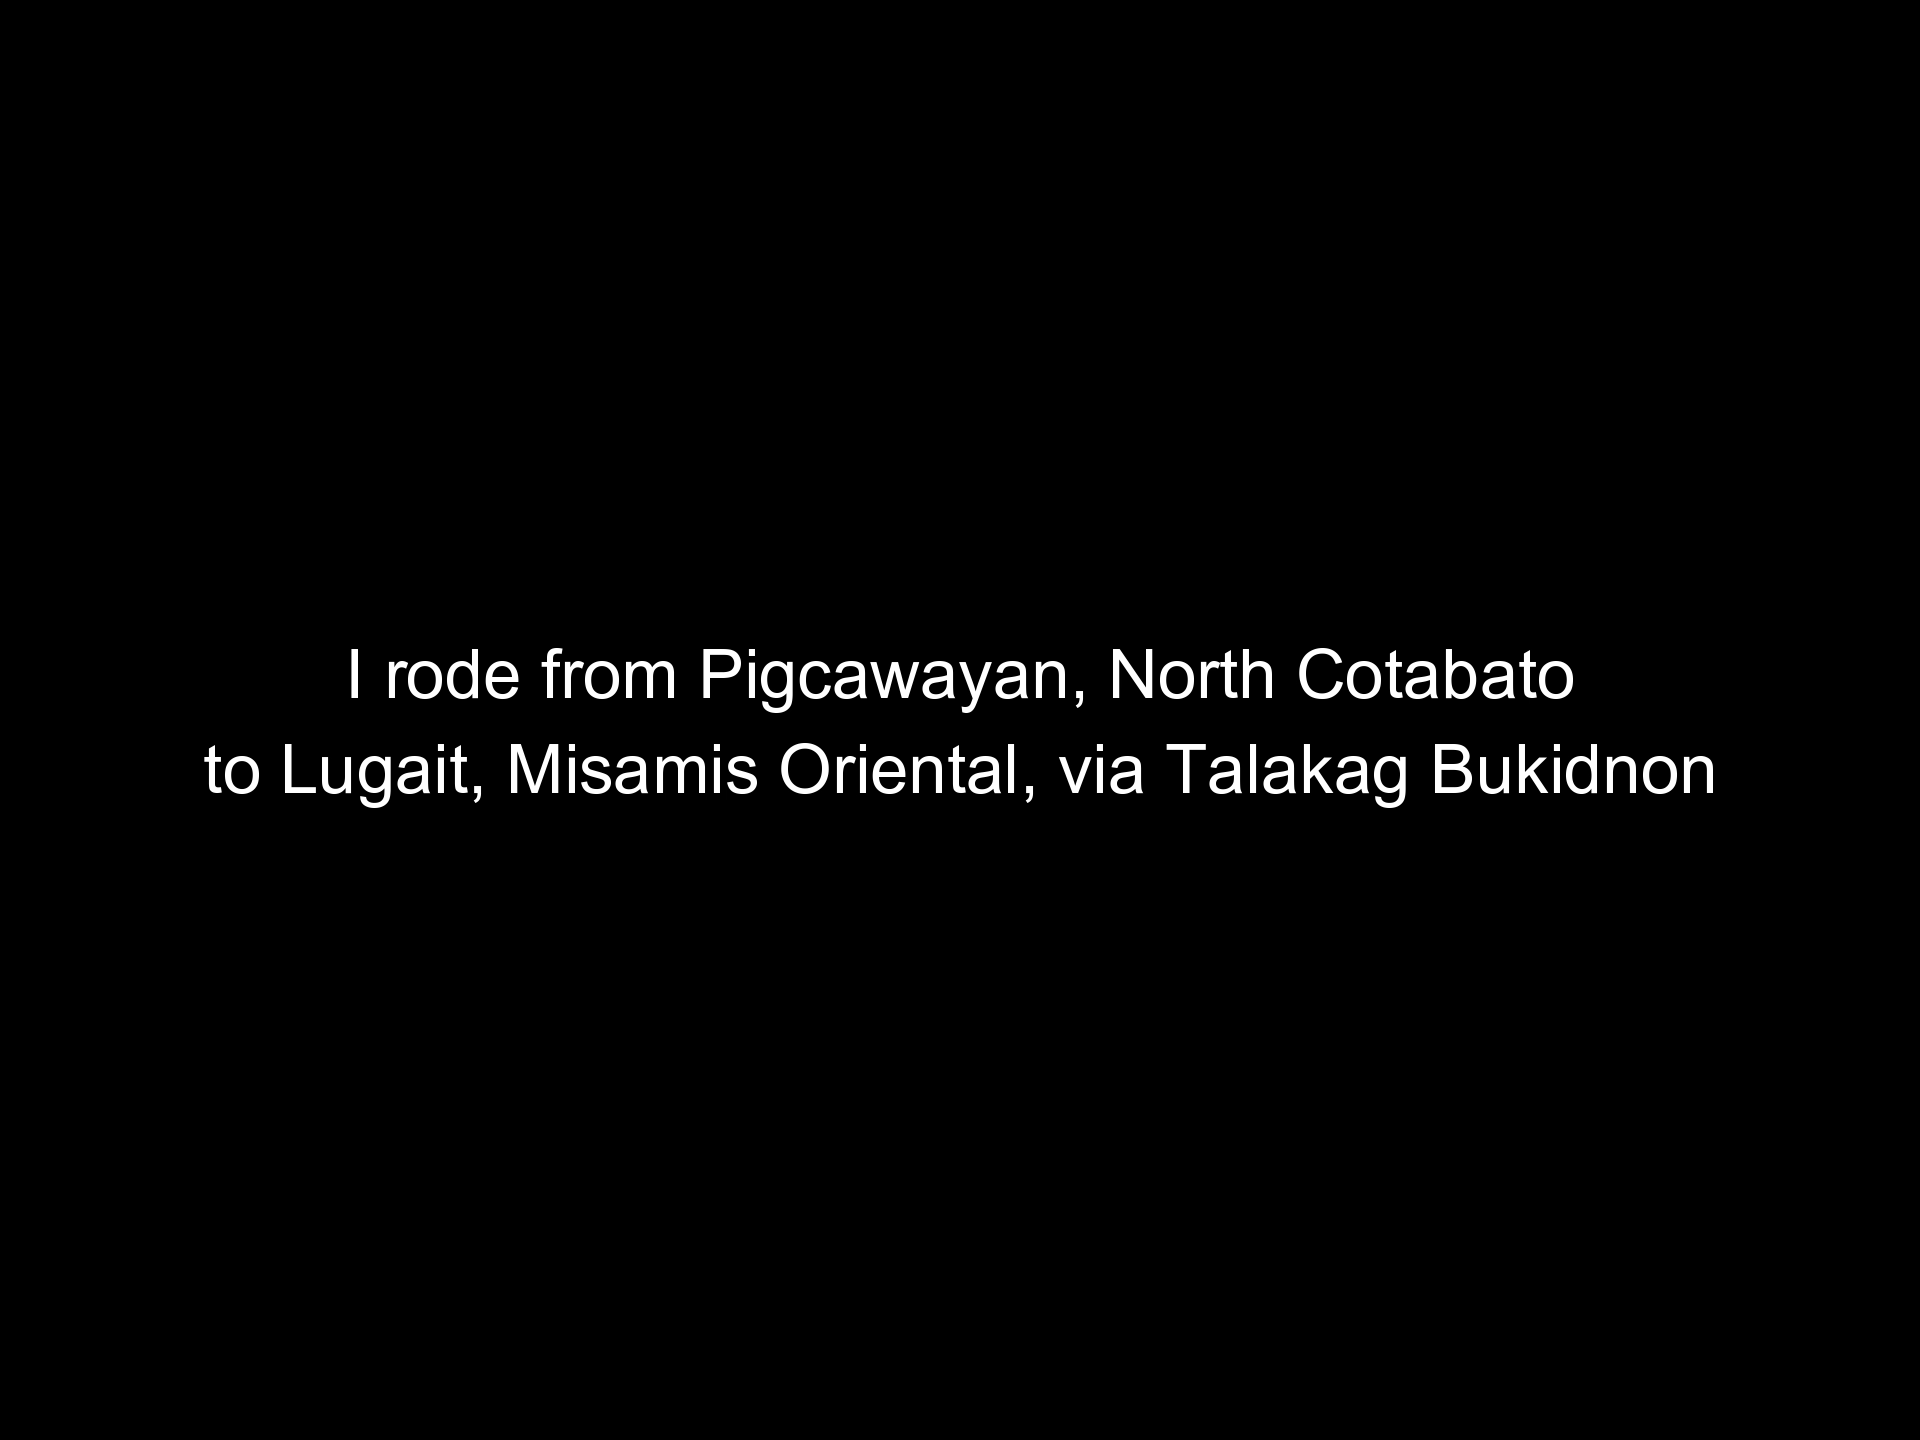 I rode from Pigcawayan, North Cotabato
to Lugait, Misamis Oriental, via Talakag Bukidnon